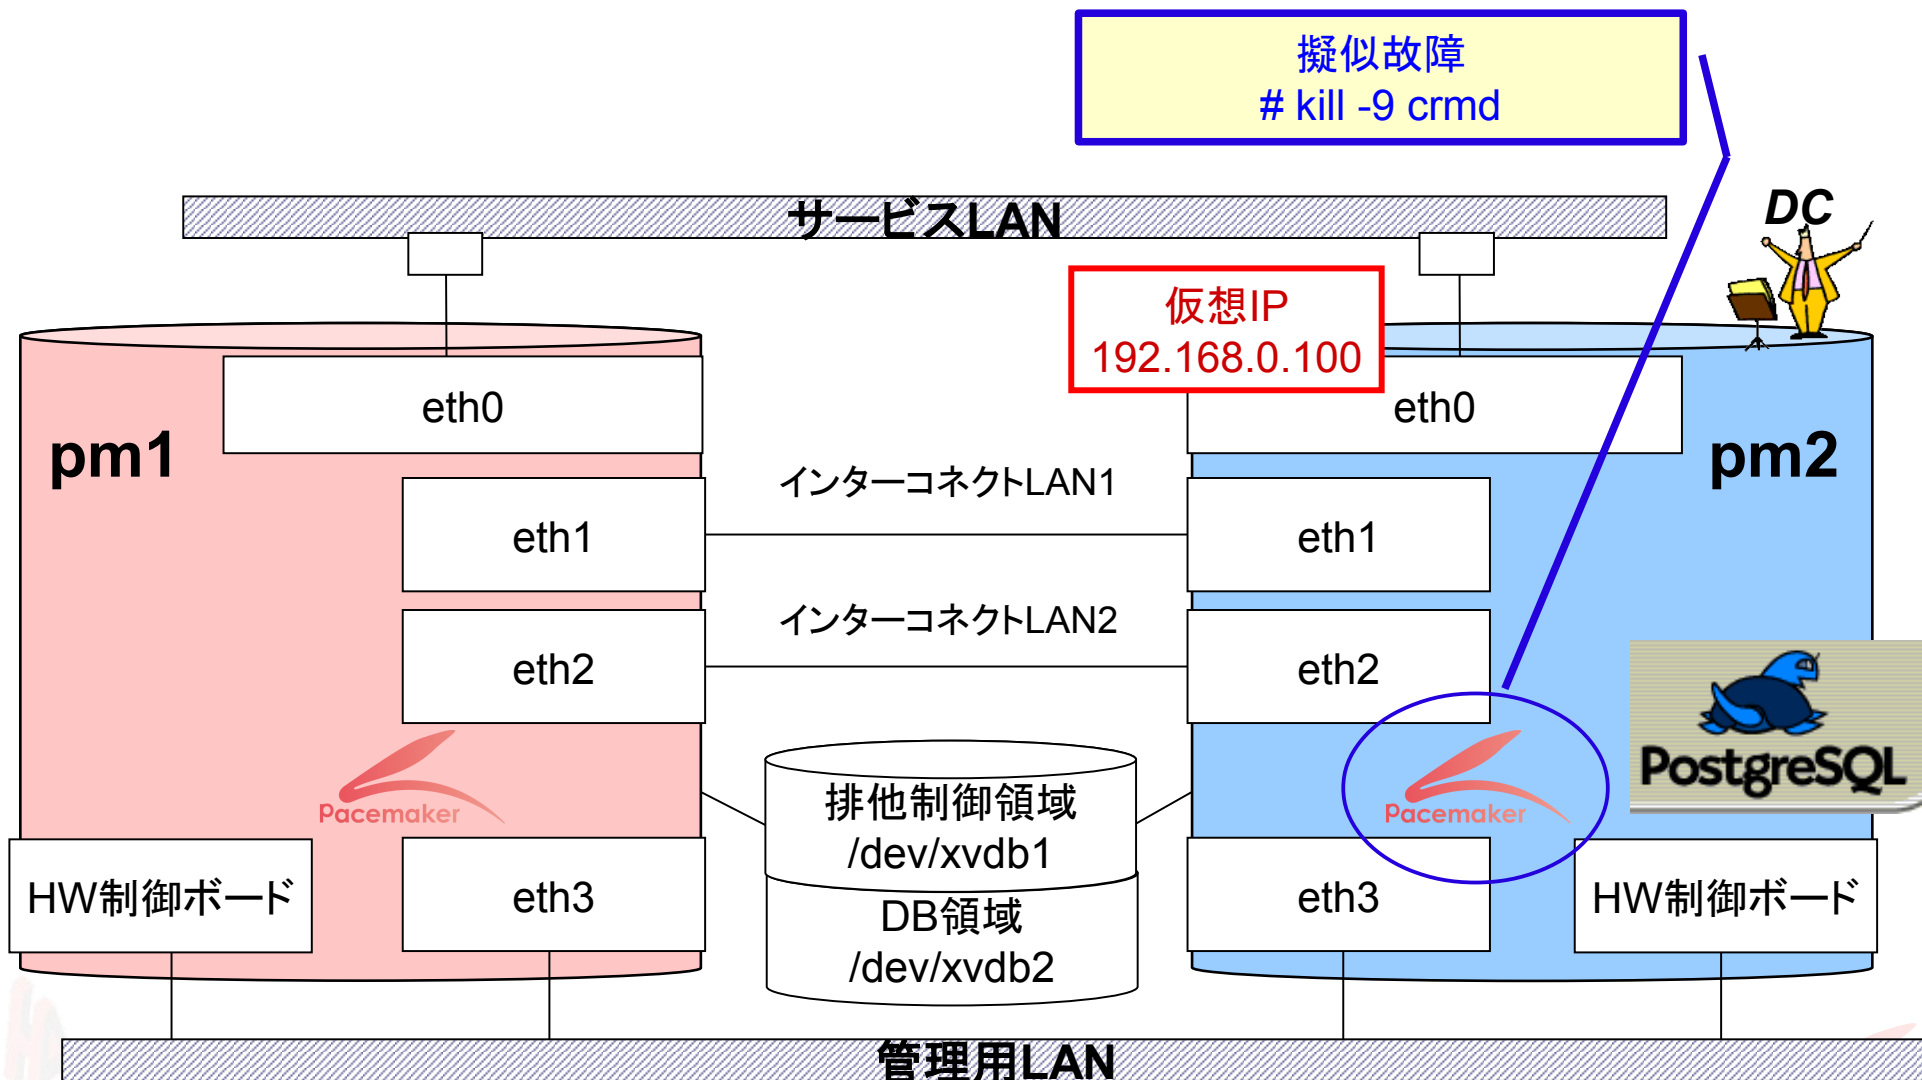 擬似故障
# kill -9 crmd
サービスLAN
DC
仮想IP
192.168.0.100
eth0
eth0
pm1
pm2
インターコネクトLAN1
eth1
eth1
インターコネクトLAN2
eth2
eth2
PostgreSQL
Pacemaker
排他制御領域
/dev/xvdb1
Pacemaker
HW制御ボード
eth3
DB領域
/dev/xvdb2
eth3
HW制御ボード
管理用LAN